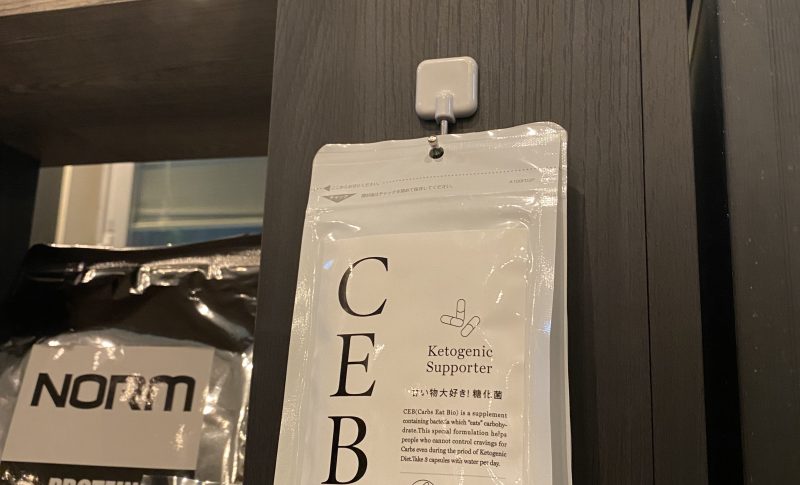 CEB
Ketogenic
Supporter
甘い物大好き! 糖化菌
CEB(Carbs Eat Bio) is a supplement
containing bacteria which "eats" carbohy-
drate.This special formulation helps
people who cannot control cravings for
Carbs even during the priod of Ketogenic
Diet.Take 3 capsules with water per day.
NORM